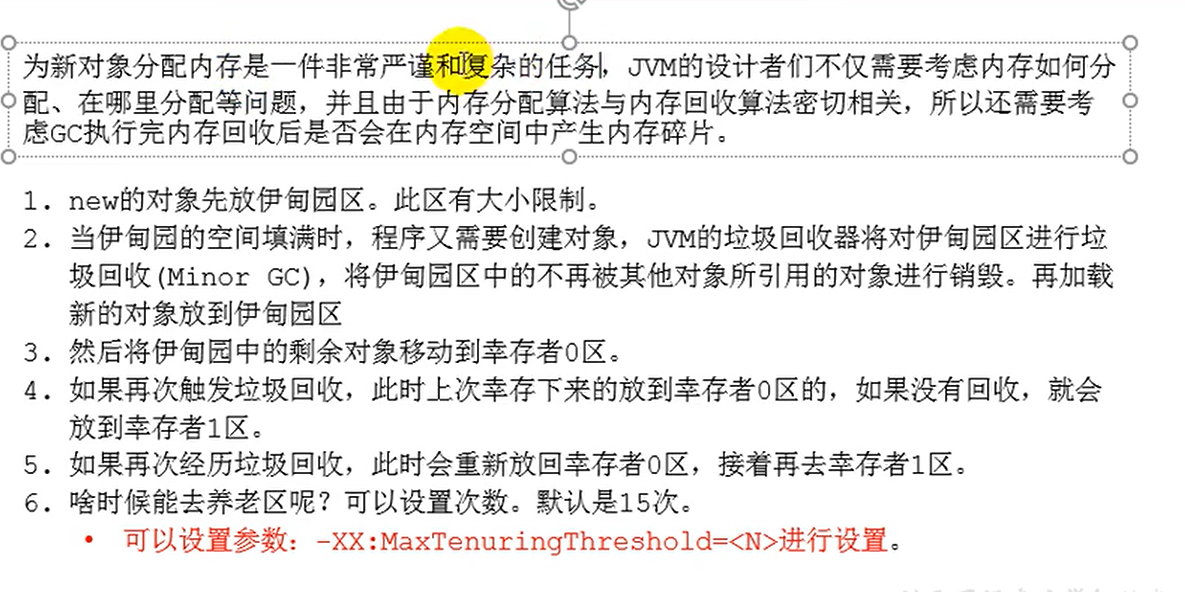 为新对象分配内存是一件非常严谨和复杂的任务，JVM的设计者们不仅需要考虑内存如何分
配、在哪里分配等问题，并且由于内存分配算法与内存回收算法密切相关，所以还需要考
虑GC执行完内存回收后是否会在内存空间中产生内存碎片。
1. new的对象先放伊甸园区。此区有大小限制。
2. 当伊甸园的空间填满时，程序又需要创建对象，JVM的垃圾回收器将对伊甸园区进行垃
圾回收(Minor GC)，将伊甸园区中的不再被其他对象所引用的对象进行销毁。再加载
新的对象放到伊甸园区
3. 然后将伊甸园中的剩余对象移动到幸存者0区。
4. 如果再次触发垃圾回收，此时上次幸存下来的放到幸存者0区的，如果没有回收，就会
放到幸存者1区。
5. 如果再次经历垃圾回收，此时会重新放回幸存者0区，接着再去幸存者1区。
6. 啥时候能去养老区呢？可以设置次数。默认是15次。
• 可以设置参数：-XX:MaxTenuringThreshold=<N>进行设置。